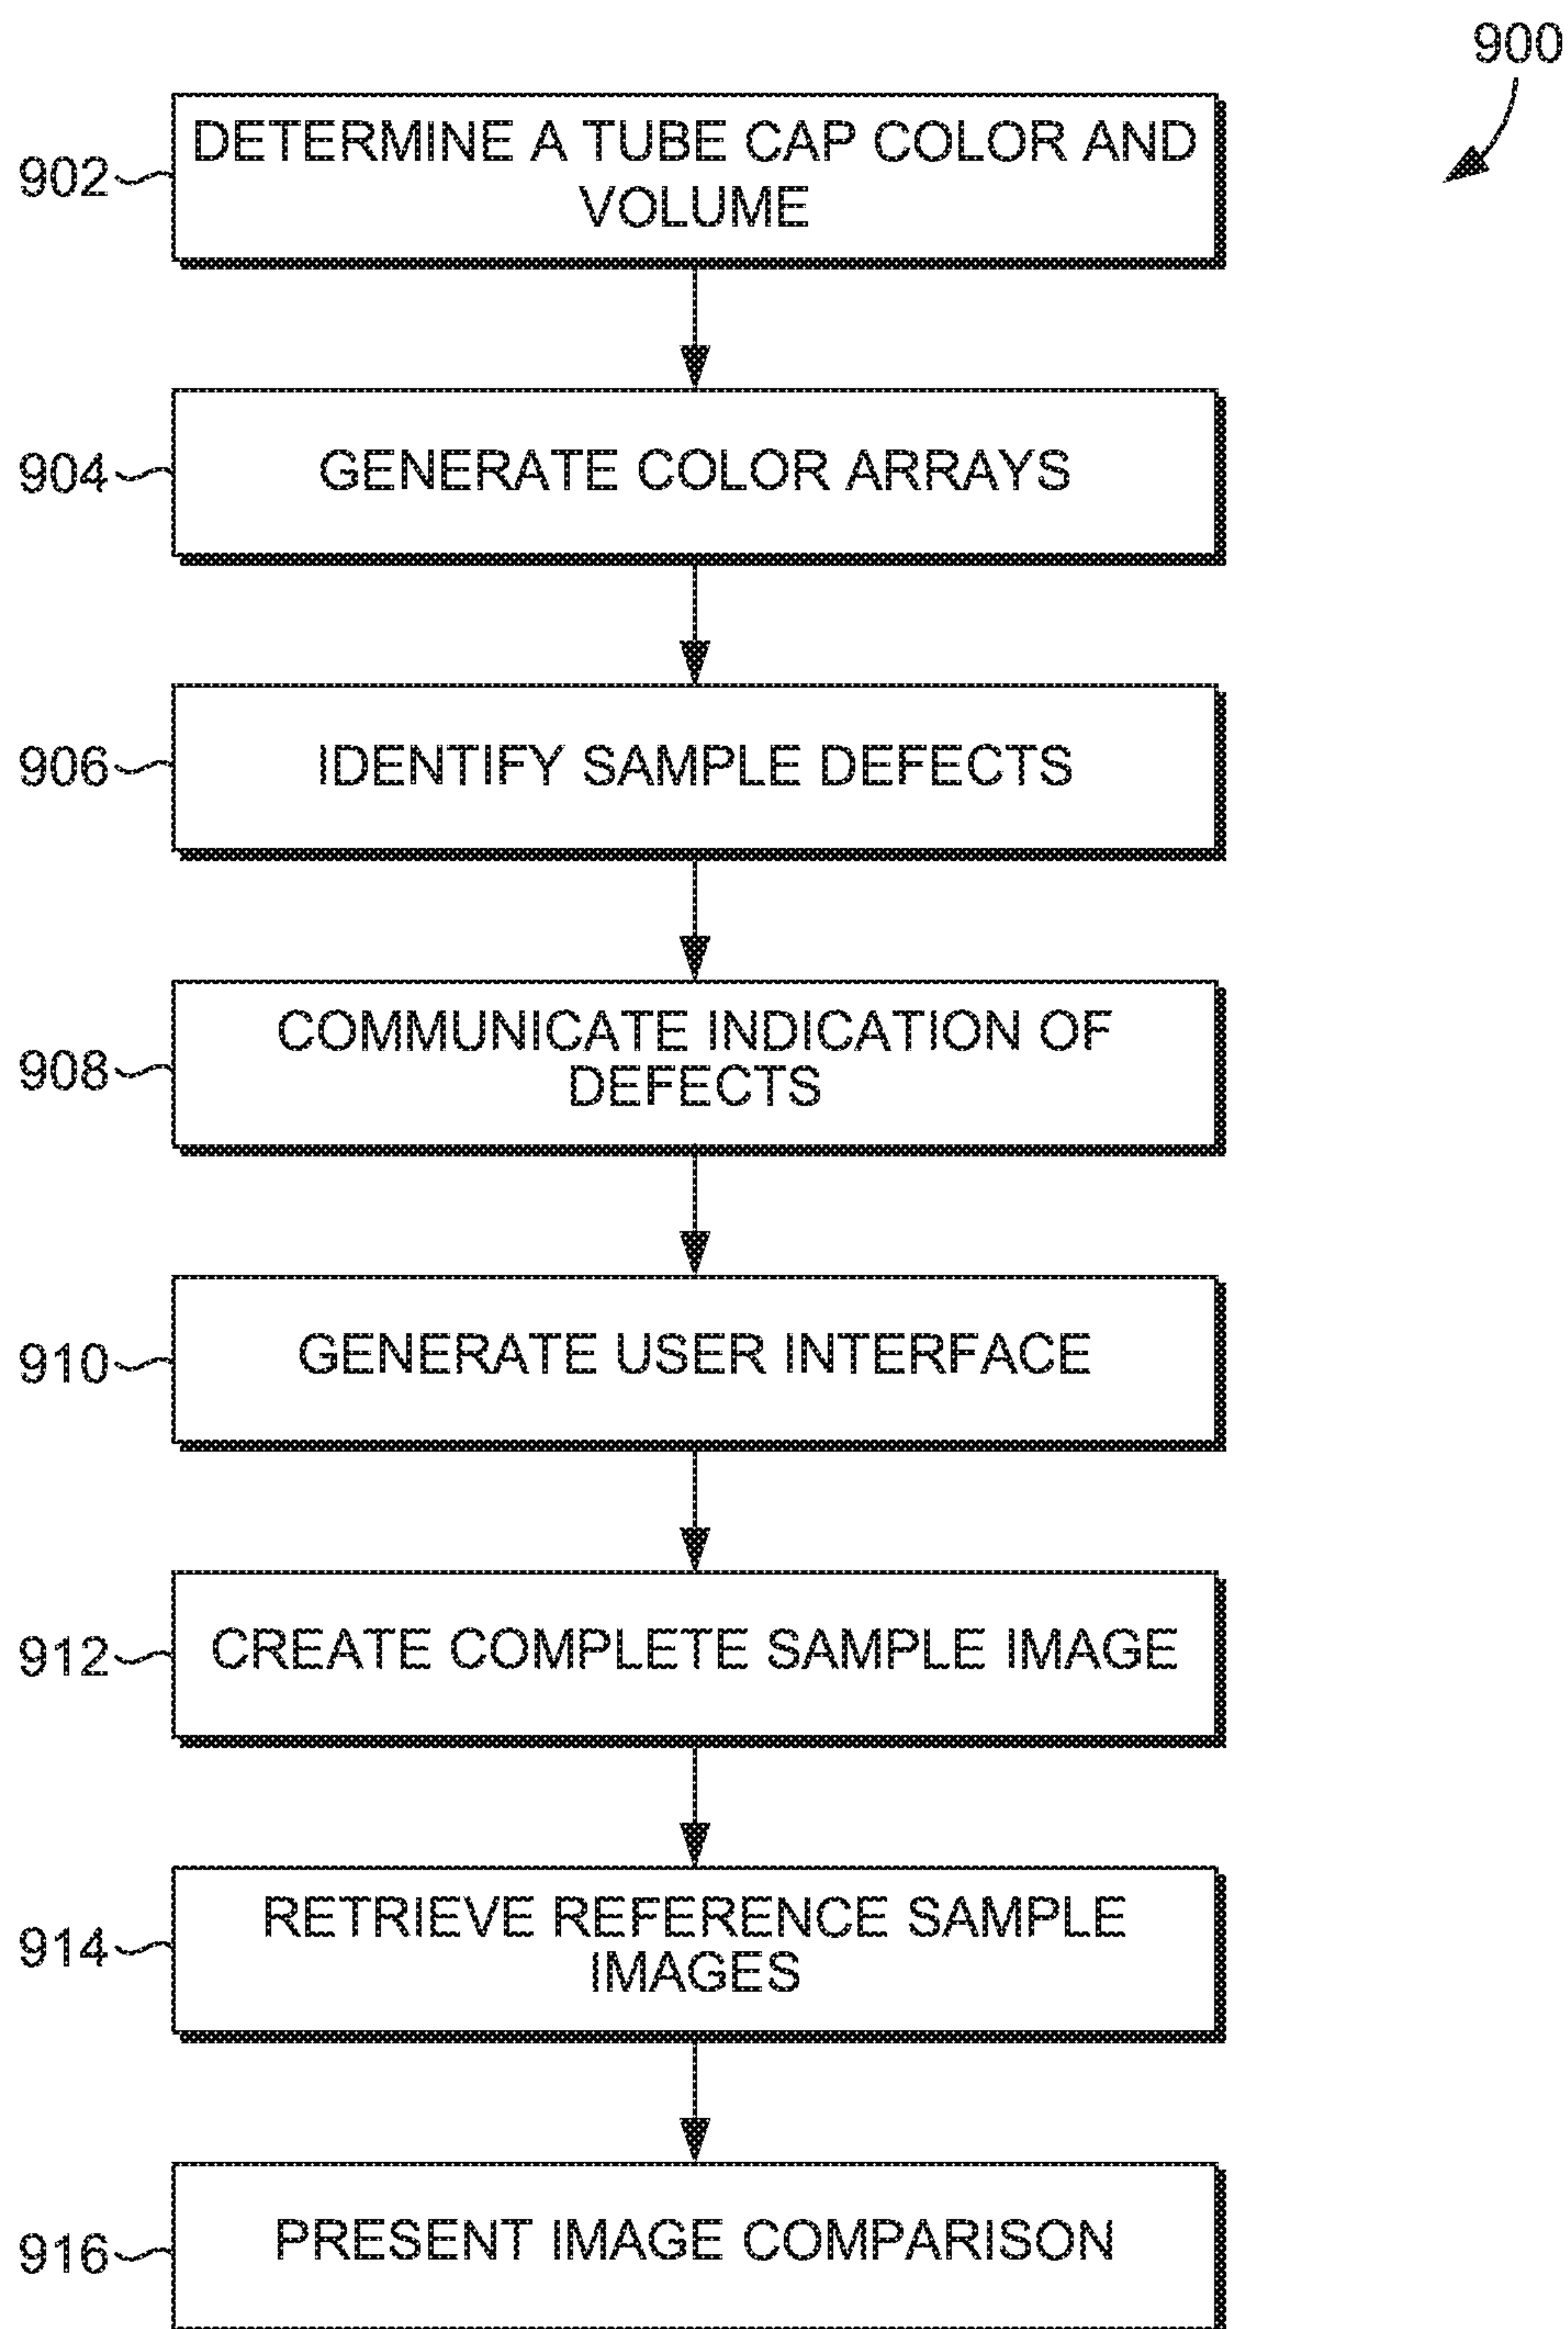 900
902
DETERMINE A TUBE CAP COLOR AND
VOLUME
904
GENERATE COLOR ARRAYS
906
IDENTIFY SAMPLE DEFECTS
908
COMMUNICATE INDICATION OF
DEFECTS
910
GENERATE USER INTERFACE
912
CREATE COMPLETE SAMPLE IMAGE
914
RETRIEVE REFERENCE SAMPLE
IMAGES
916
PRESENT IMAGE COMPARISON